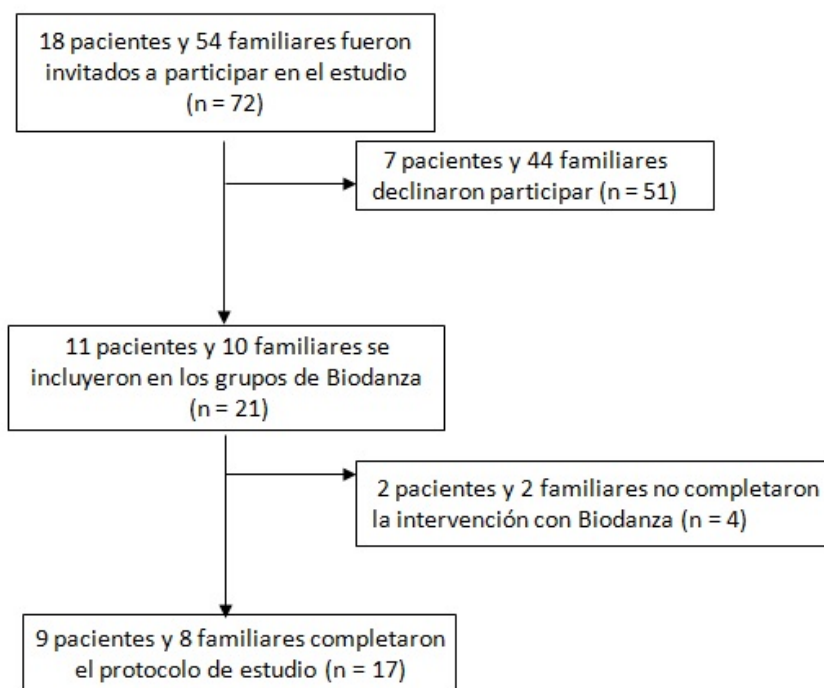 18 pacientes y 54 familiares fueron
invitados a participar en el estudio
(n = 72)
7 pacientes y 44 familiares
declinaron participar (n = 51)
11 pacientes y 10 familiares se
incluyeron en los grupos de Biodanza
(n = 21)
2 pacientes y 2 familiares no completaron
la intervención con Biodanza (n = 4)
9 pacientes y 8 familiares completaron
el protocolo de estudio (n = 17)